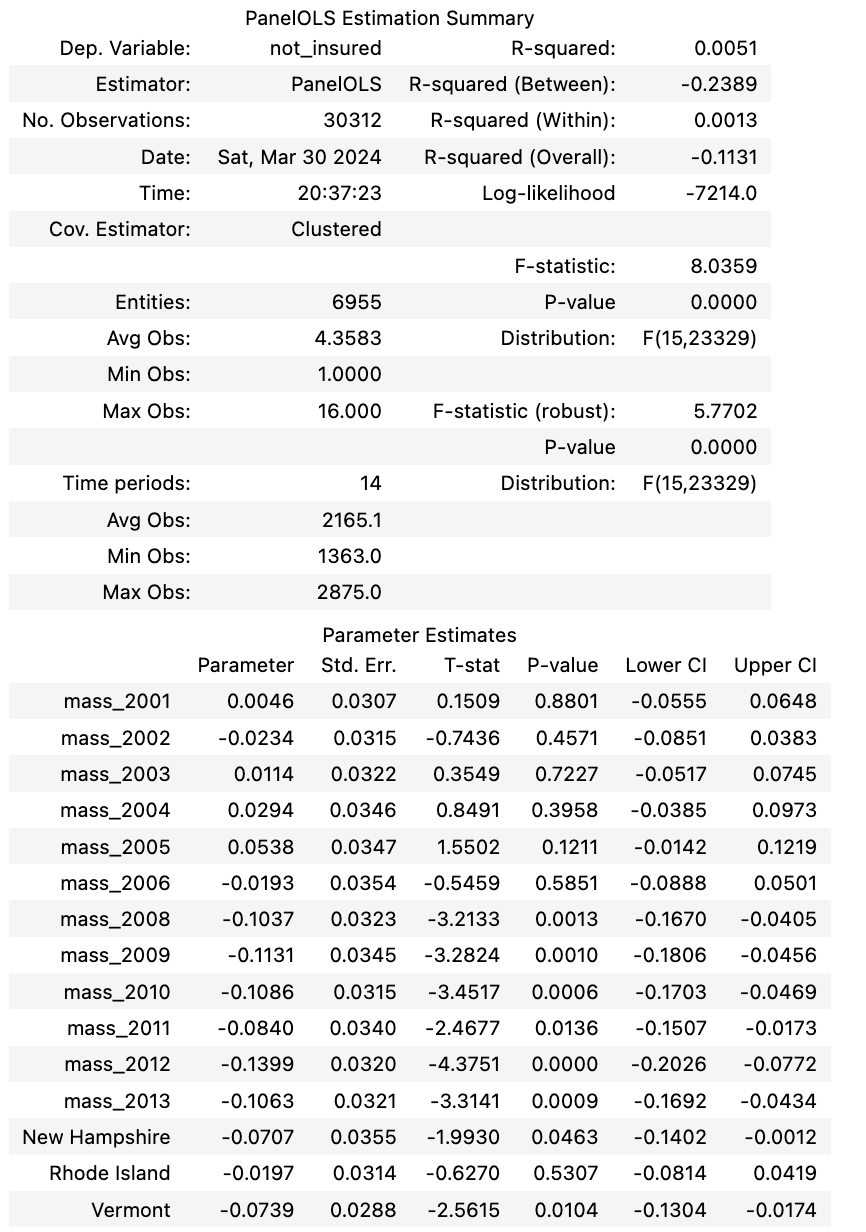 PanelOLS Estimation Summary
Dep. Variable: not_insured R-squared: 0.0051
Estimator: PanelOLS R-squared (Between): -0.2389
No. Observations: 30312 R-squared (Within): 0.0013
Date: Sat, Mar 30 2024 R-squared (Overall): -0.1131
Time: 20:37:23 Log-likelihood -7214.0
Cov. Estimator: Clustered
F-statistic: 8.0359
Entities: 6955 P-value 0.0000
Avg Obs: 4.3583 Distribution: F(15,23329)
Min Obs: 1.0000
Max Obs: 16.000 F-statistic (robust): 5.7702
P-value 0.0000
Time periods: 14 Distribution: F(15,23329)
Avg Obs: 2165.1
Min Obs: 1363.0
Max Obs: 2875.0
Parameter Estimates
Parameter Std. Err. T-stat P-value Lower CI Upper CI
mass_2001 0.0046 0.0307 0.1509 0.8801 -0.0555 0.0648
mass_2002 -0.0234 0.0315 -0.7436 0.4571 -0.0851 0.0383
mass_2003 0.0114 0.0322 0.3549 0.7227 -0.0517 0.0745
mass_2004 0.0294 0.0346 0.8491 0.3958 -0.0385 0.0973
mass_2005 0.0538 0.0347 1.5502 0.1211 -0.0142 0.1219
mass_2006 -0.0193 0.0354 -0.5459 0.5851 -0.0888 0.0501
mass_2008 -0.1037 0.0323 -3.2133 0.0013 -0.1670 -0.0405
mass_2009 -0.1131 0.0345 -3.2824 0.0010 -0.1806 -0.0456
mass_2010 -0.1086 0.0315 -3.4517 0.0006 -0.1703 -0.0469
mass_2011 -0.0840 0.0340 -2.4677 0.0136 -0.1507 -0.0173
mass_2012 -0.1399 0.0320 -4.3751 0.0000 -0.2026 -0.0772
mass_2013 -0.1063 0.0321 -3.3141 0.0009 -0.1692 -0.0434
New Hampshire -0.0707 0.0355 -1.9930 0.0463 -0.1402 -0.0012
Rhode Island -0.0197 0.0314 -0.6270 0.5307 -0.0814 0.0419
Vermont -0.0739 0.0288 -2.5615 0.0104 -0.1304 -0.0174